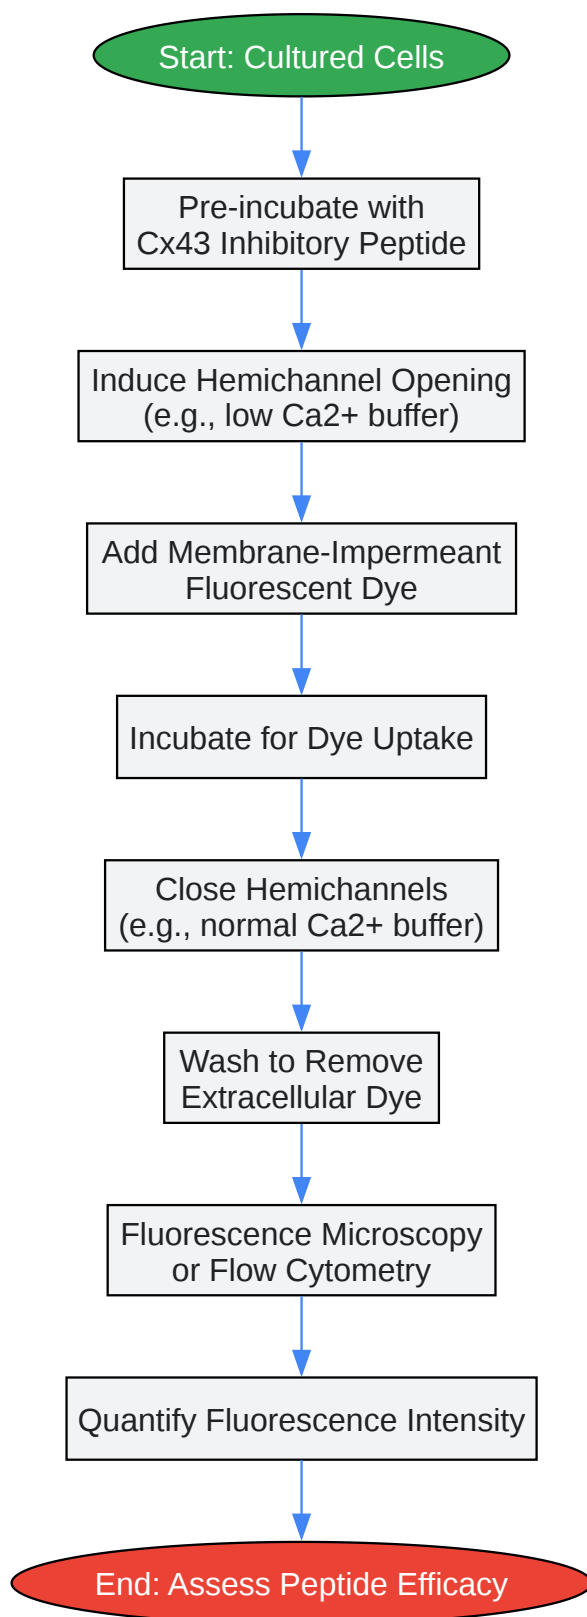 Start: Cultured Cells
Pre-incubate with
Cx43 Inhibitory Peptide
Induce Hemichannel Opening
(e.g., low Ca2+ buffer)
Add Membrane-Impermeant
Fluorescent Dye
Incubate for Dye Uptake
Close Hemichannels
(e.g., normal Ca2+ buffer)
Wash to Remove
Extracellular Dye
Fluorescence Microscopy
or Flow Cytometry
Quantify Fluorescence Intensity
End: Assess Peptide Efficacy